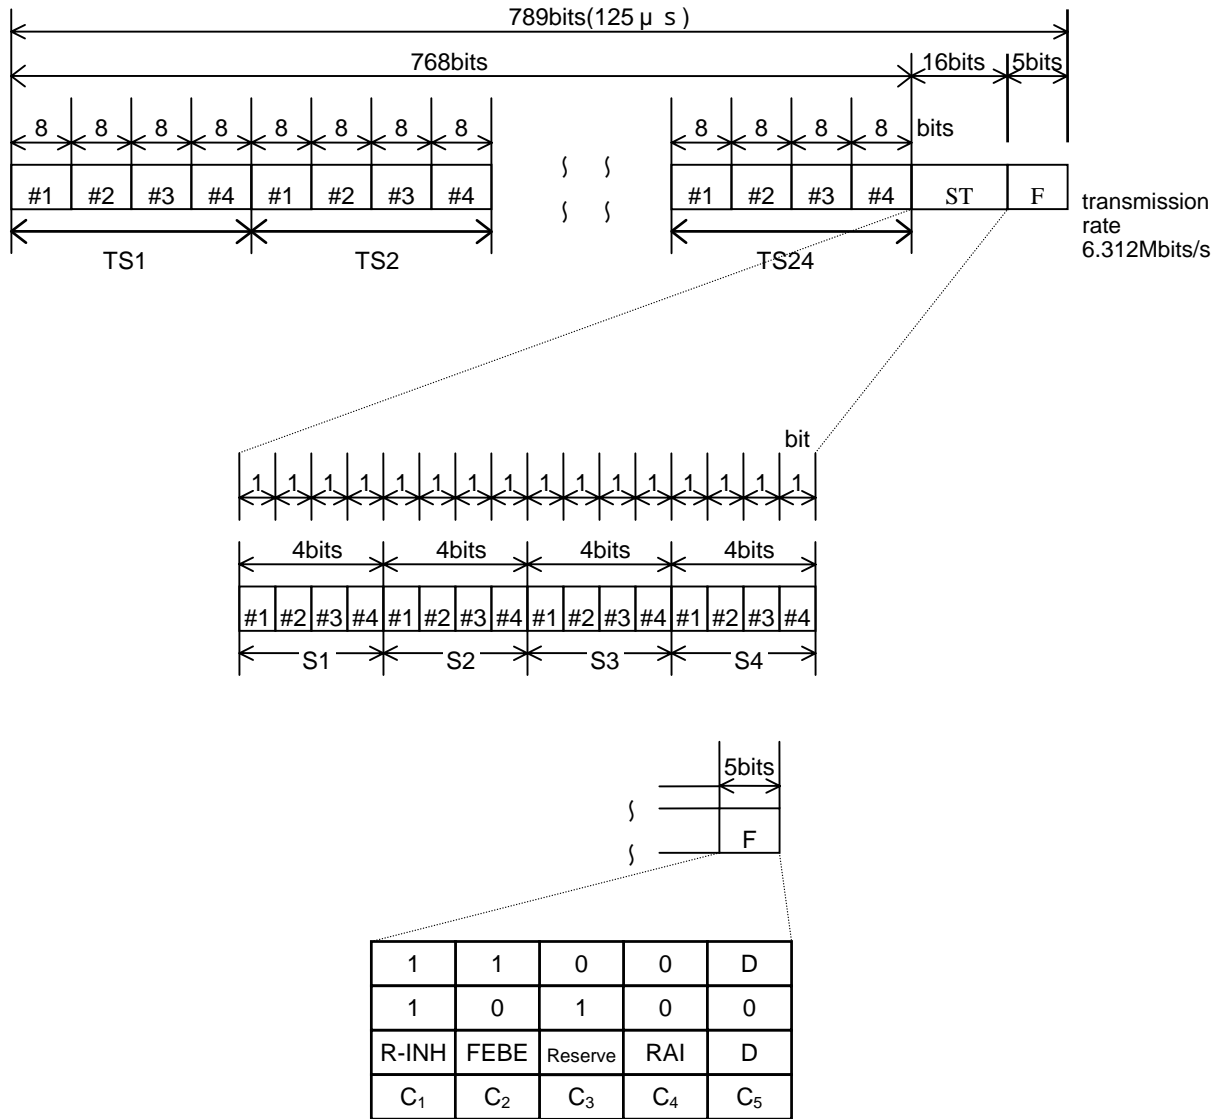 789bits(125μs)
768bits 16bits 5bits
8 8 8 8 8 8 8 8 8 8 8 8 bits
#1 #2 #3 #4 #1 #2 #3 #4 #1 #2 #3 #4 ST F
TS1 TS2 TS24
transmission
rate
6.312Mbits/s
bit
1 1 1 1 1 1 1 1 1 1 1 1 1 1 1 1
4bits 4bits 4bits 4bits
#1 #2 #3 #4 #1 #2 #3 #4 #1 #2 #3 #4 #1 #2 #3 #4
S1 S2 S3 S4
5bits
F
1 1 0 0 D
1 0 1 0 0
R-INH FEBE Reserve RAI D
C₁ C₂ C₃ C₄ C₅